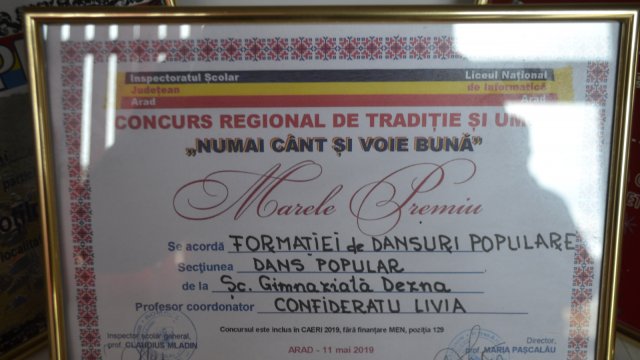 Inspectoratul Școlar Liceul Național
Județean de Informatică
Arad Arad
CONCURS REGIONAL DE TRADIȚIE ȘI UM
„NUMAI CÂNT ȘI VOIE BUNĂ”
Marele Premiu
Se acordă FORMAȚIEI de DANSURI POPULARE
Secțiunea DANS POPULAR
de la Șc. Gimnazială Dezna
Profesor coordonator CONFIDERATU LIVIA
Concursul este inclus în CAERI 2019, fără finanțare MEN, poziția 129
Inspector școlar general, Director,
prof. CLAUDIUS MLADIN prof. MARIA PASCALĂU
ARAD - 11 mai 2019